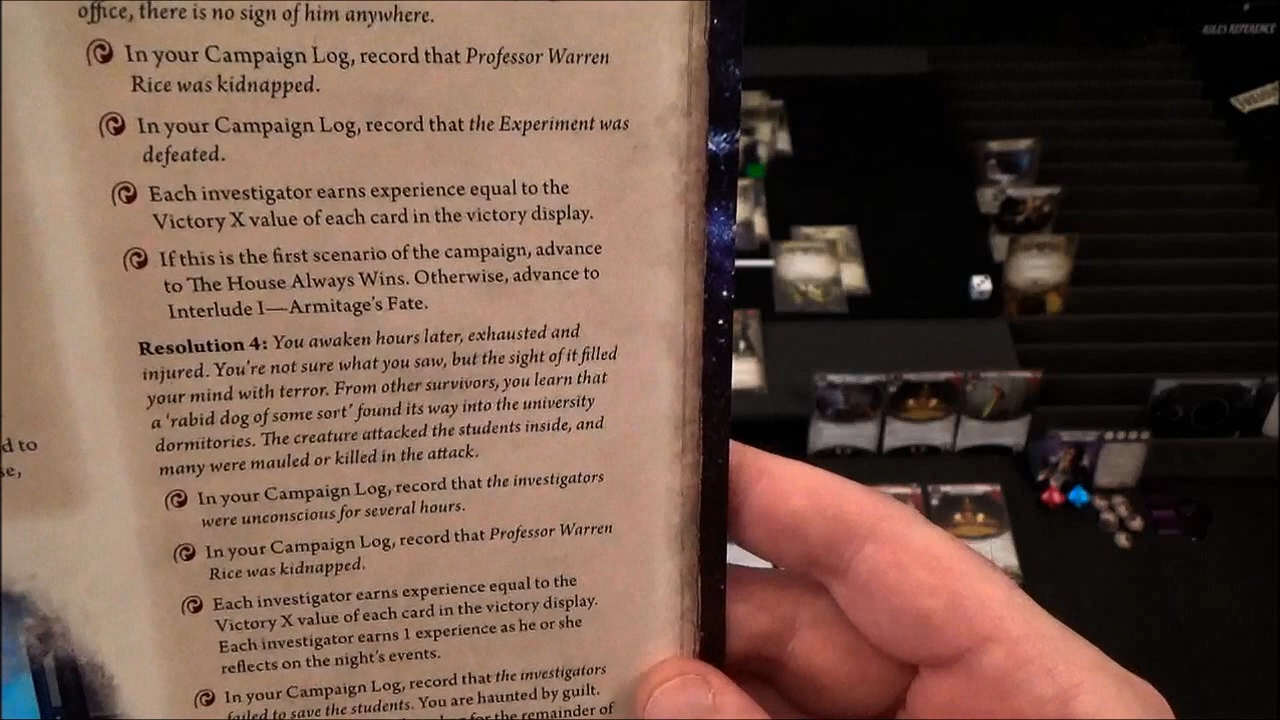 office, there is no sign of him anywhere.
In your Campaign Log, record that Professor Warren
Rice was kidnapped.
In your Campaign Log, record that the Experiment was
defeated.
Each investigator earns experience equal to the
Victory X value of each card in the victory display.
If this is the first scenario of the campaign, advance
to The House Always Wins. Otherwise, advance to
Interlude I—Armitage's Fate.
Resolution 4: You awaken hours later, exhausted and
injured. You're not sure what you saw, but the sight of it filled
your mind with terror. From other survivors, you learn that
a 'rabid dog of some sort' found its way into the university
dormitories. The creature attacked the students inside, and
many were mauled or killed in the attack.
In your Campaign Log, record that the investigators
were unconscious for several hours.
In your Campaign Log, record that Professor Warren
Rice was kidnapped.
Each investigator earns experience equal to the
Victory X value of each card in the victory display.
Each investigator earns 1 experience as he or she
reflects on the night's events.
In your Campaign Log, record that the investigators
failed to save the students. You are haunted by guilt.
for the remainder of
d to
se,
RULES REFERENCE